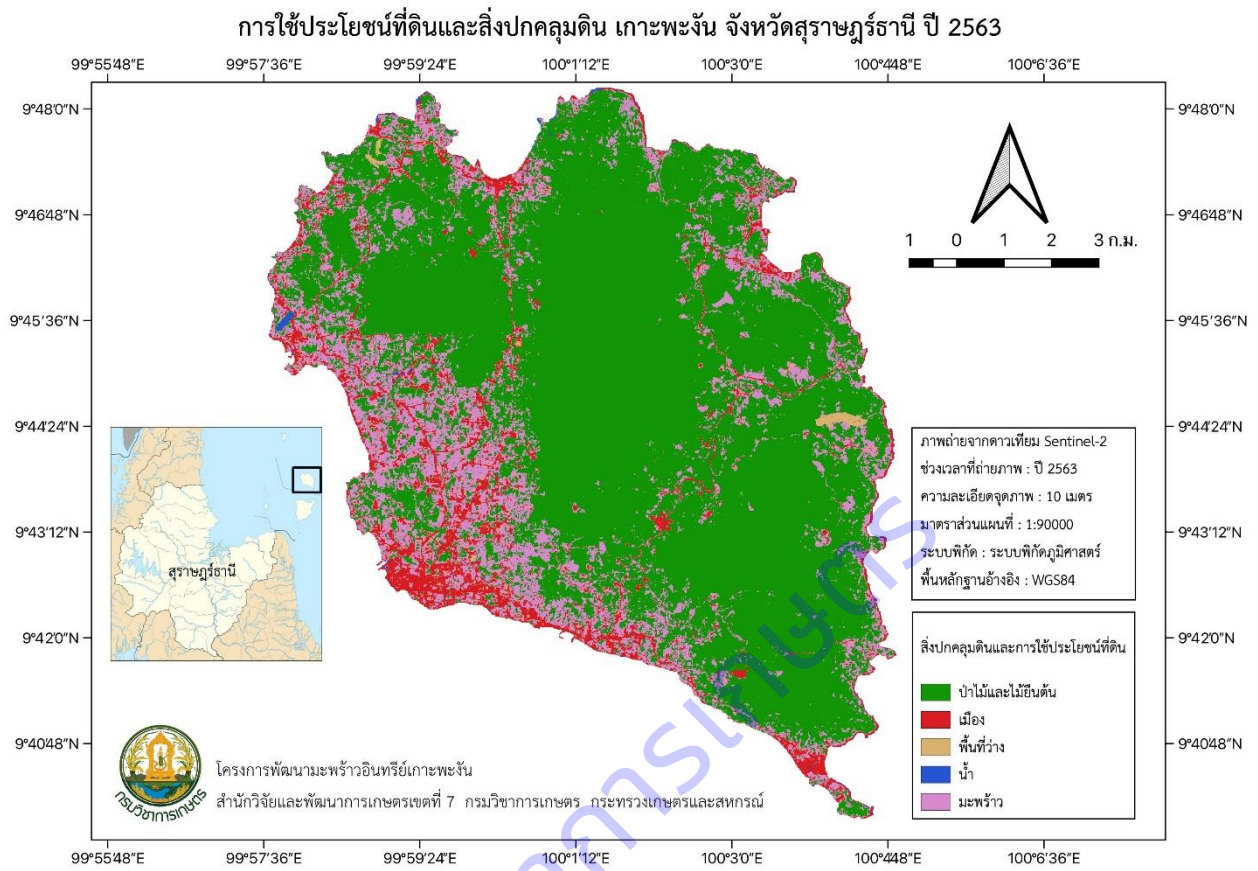 การใช้ประโยชน์ที่ดินและสิ่งปกคลุมดิน เกาะพะงัน จังหวัดสุราษฎร์ธานี ปี 2563
99°55'48"E 99°57'36"E 99°59'24"E 100°1'12"E 100°30"E 100°4'48"E 100°6'36"E
9°48'0"N 9°48'0"N
9°46'48"N 9°46'48"N
1 0 1 2 3 ก.ม.
9°45'36"N 9°45'36"N
9°44'24"N 9°44'24"N
ภาพถ่ายจากดาวเทียม Sentinel-2
ช่วงเวลาที่ถ่ายภาพ : ปี 2563
ความละเอียดจุดภาพ : 10 เมตร
มาตราส่วนแผนที่ : 1:90000
ระบบพิกัด : ระบบพิกัดภูมิศาสตร์
พื้นหลักฐานอ้างอิง : WGS84
9°43'12"N 9°43'12"N
สุราษฎร์ธานี
9°42'0"N 9°42'0"N
สิ่งปกคลุมดินและการใช้ประโยชน์ที่ดิน
ป่าไม้และไม้ยืนต้น
เมือง
พื้นที่ว่าง
น้ำ
มะพร้าว
9°40'48"N 9°40'48"N
กรมวิชาการเกษตร
โครงการพัฒนามะพร้าวอินทรีย์เกาะพะงัน
สำนักวิจัยและพัฒนาการเกษตรเขตที่ 7 กรมวิชาการเกษตร กระทรวงเกษตรและสหกรณ์
99°55'48"E 99°57'36"E 99°59'24"E 100°1'12"E 100°30"E 100°4'48"E 100°6'36"E